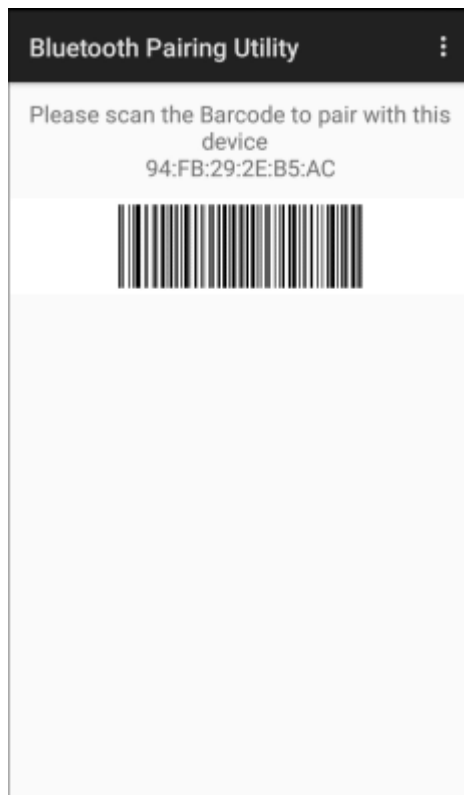 Bluetooth Pairing Utility
Please scan the Barcode to pair with this
device
94:FB:29:2E:B5:AC